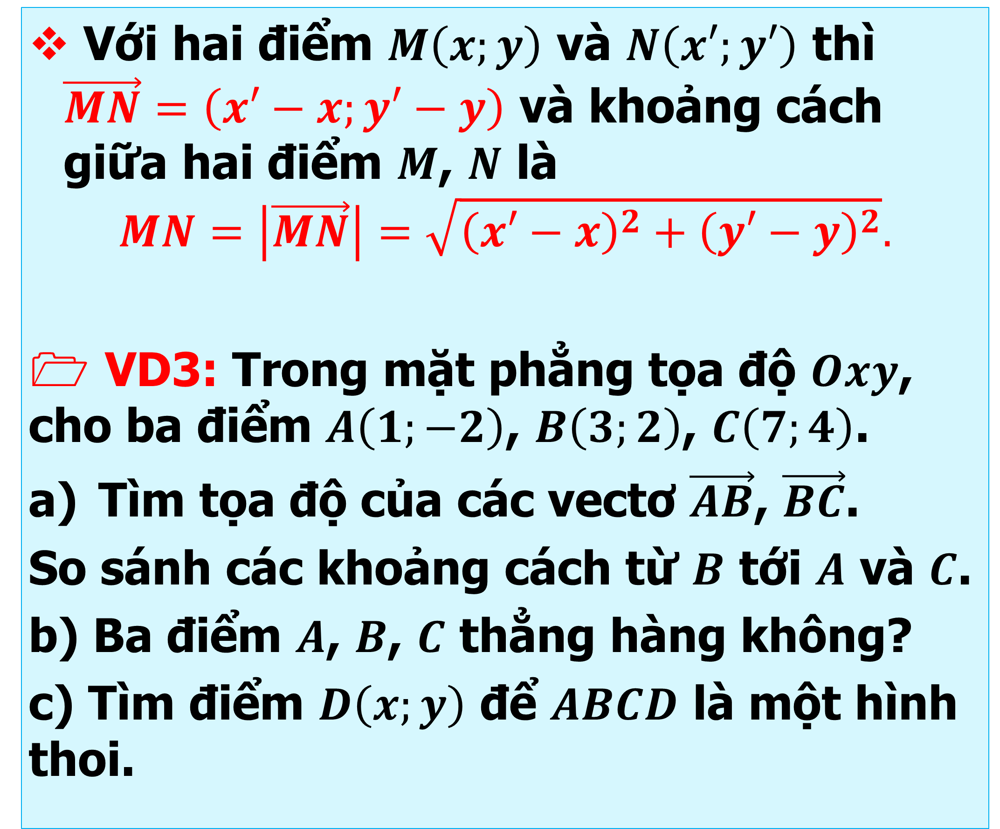 ❖ Với hai điểm M(x; y) và N(x′; y′) thì
$\overrightarrow{MN}$ = (x′ − x; y′ − y) và khoảng cách
giữa hai điểm M, N là
MN = |$\overrightarrow{MN}$| = $\sqrt{(x′ − x)^2 + (y′ − y)^2}$.
VD3: Trong mặt phẳng tọa độ Oxy,
cho ba điểm A(1; −2), B(3; 2), C(7; 4).
a) Tìm tọa độ của các vectơ $\overrightarrow{AB}$, $\overrightarrow{BC}$.
So sánh các khoảng cách từ B tới A và C.
b) Ba điểm A, B, C thẳng hàng không?
c) Tìm điểm D(x; y) để ABCD là một hình
thoi.